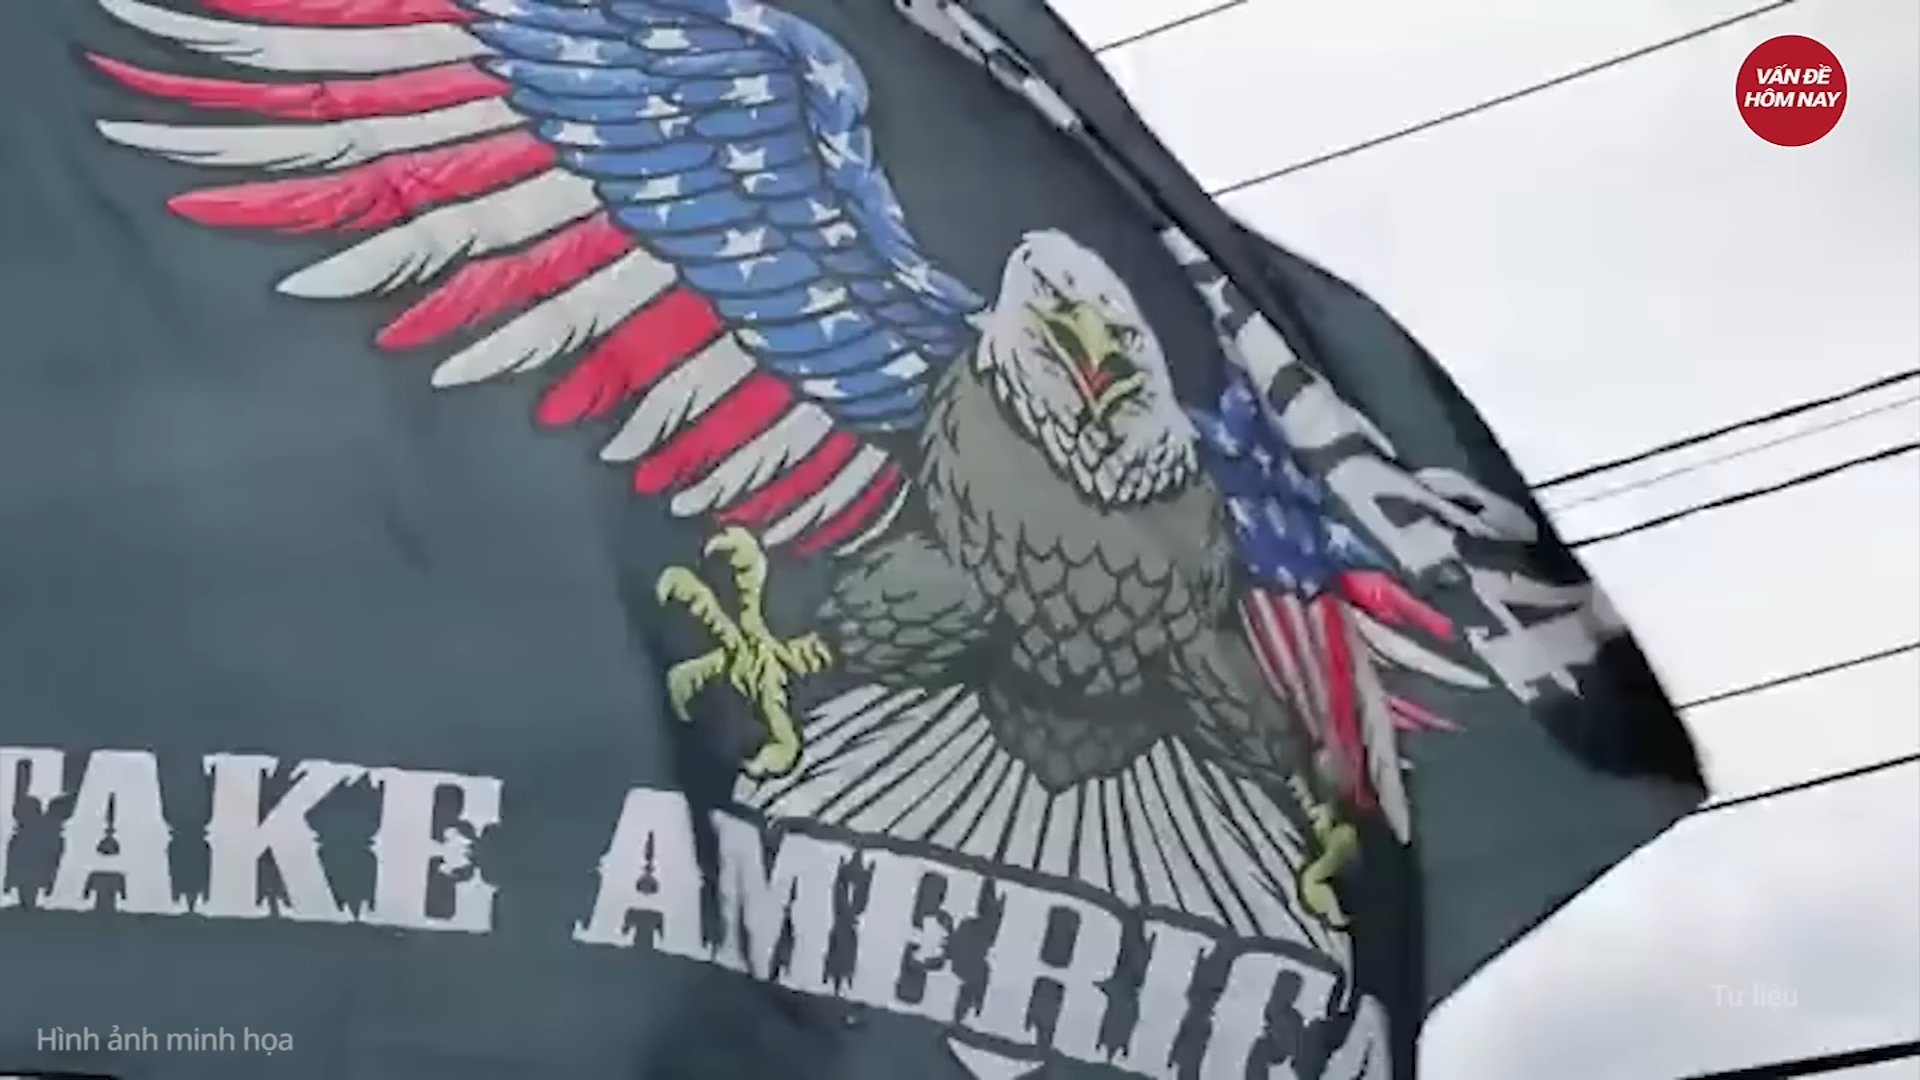 VẤN ĐỀ
HÔM NAY
TAKE AMERICA
Tư liệu
Hình ảnh minh họa